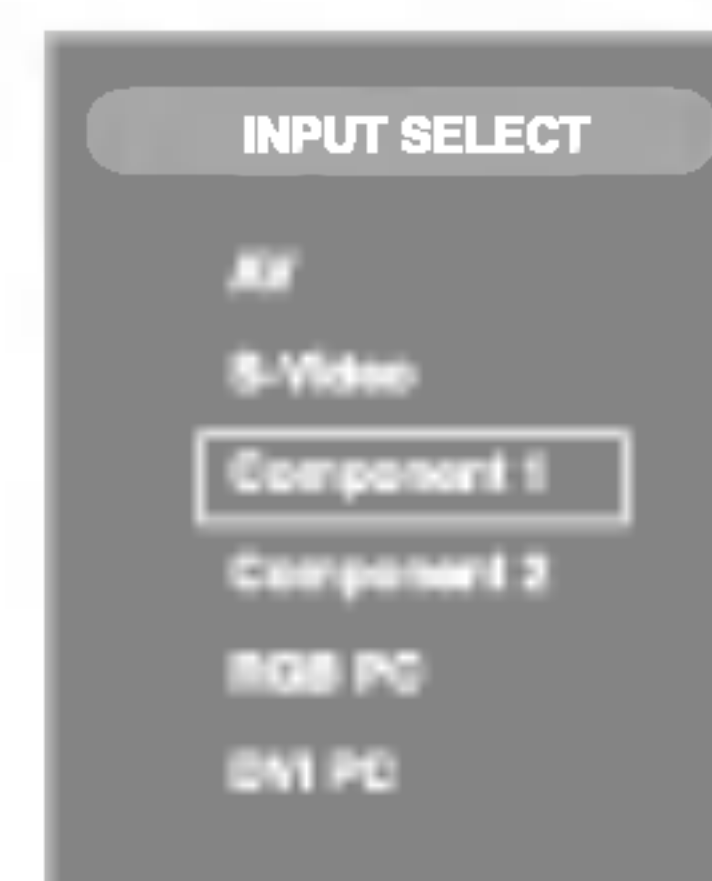 INPUT SELECT
AV
S-Video
Component 1
Component 2
RGB PC
DVI PC